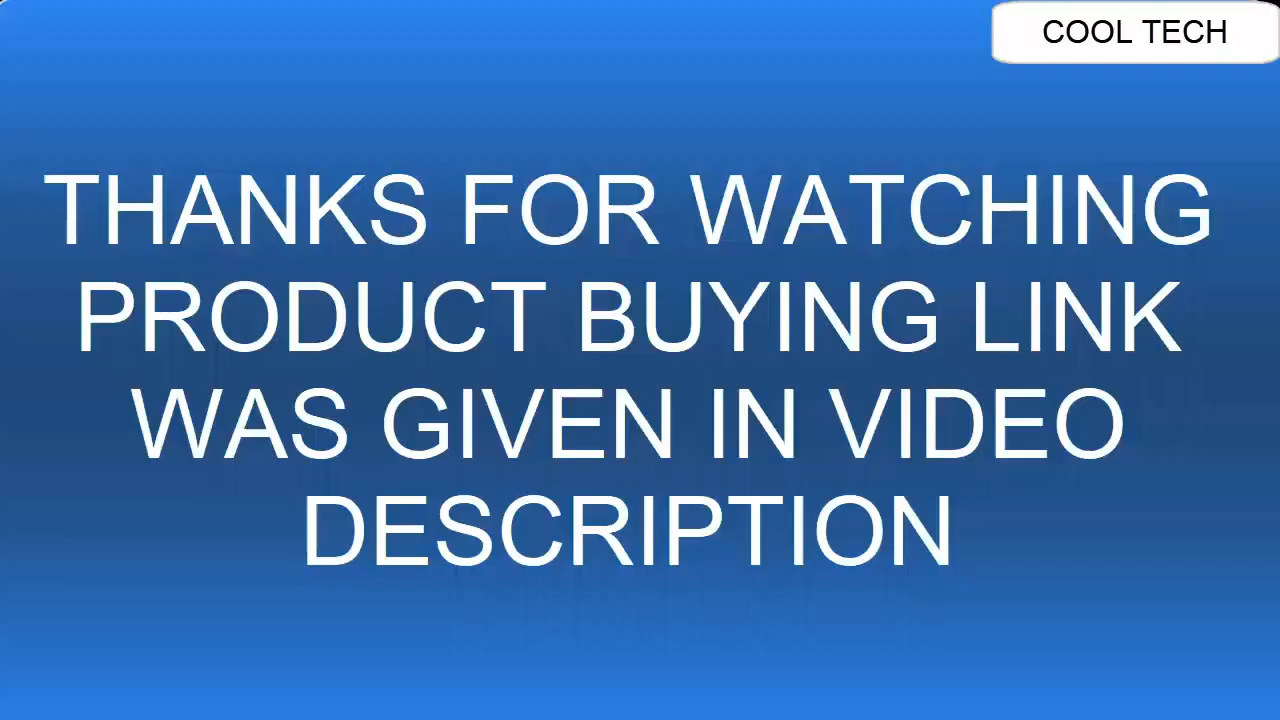 COOL TECH
THANKS FOR WATCHING
PRODUCT BUYING LINK
WAS GIVEN IN VIDEO
DESCRIPTION